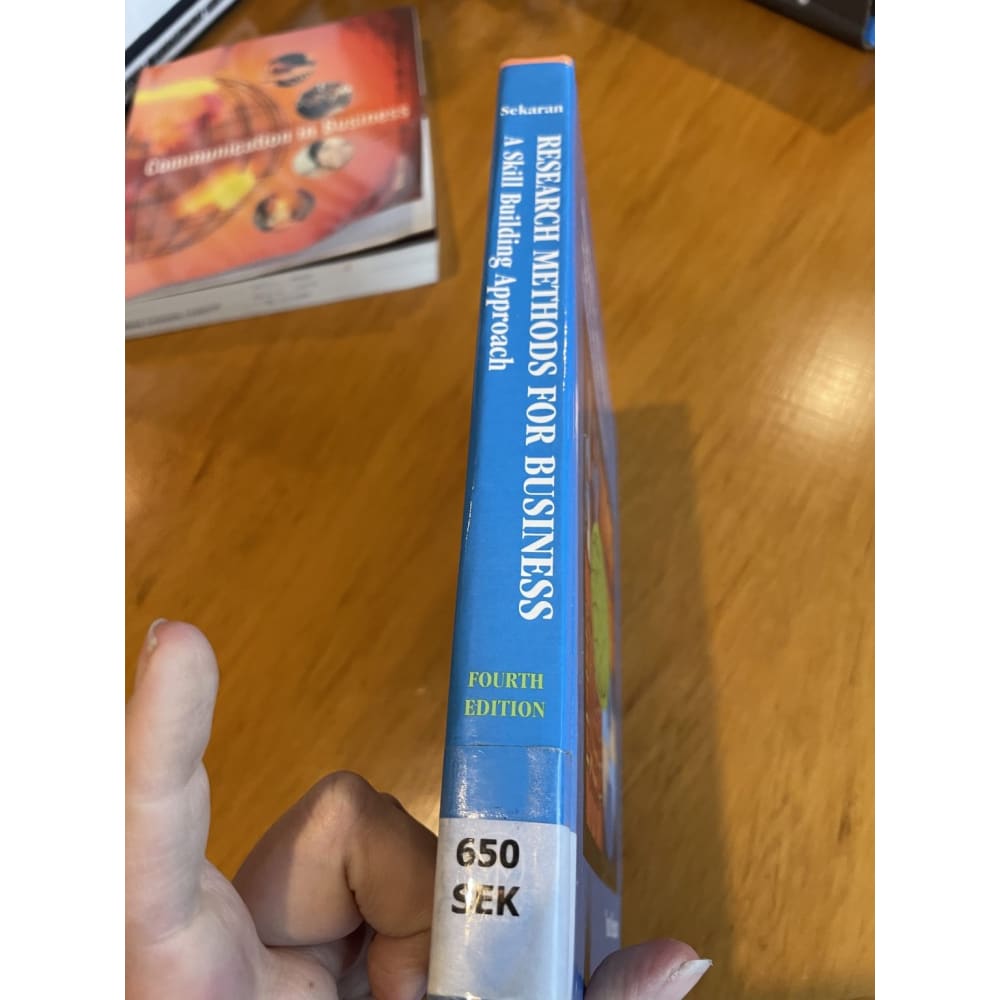 Sekaran
RESEARCH METHODS FOR BUSINESS
A Skill Building Approach
FOURTH
EDITION
650
SEK
Communication in Business